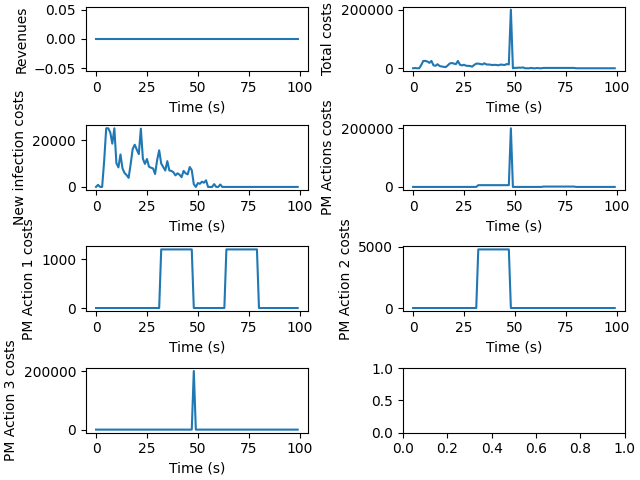 Revenues
0.05
0.00
−0.05
0 25 50 75 100
Time (s)
Total costs
200000
0
0 25 50 75 100
Time (s)
New infection costs
20000
0
0 25 50 75 100
Time (s)
PM Actions costs
200000
0
0 25 50 75 100
Time (s)
PM Action 1 costs
1000
0
0 25 50 75 100
Time (s)
PM Action 2 costs
5000
0
0 25 50 75 100
Time (s)
PM Action 3 costs
200000
0
0 25 50 75 100
Time (s)
1.0
0.5
0.0
0.0 0.2 0.4 0.6 0.8 1.0